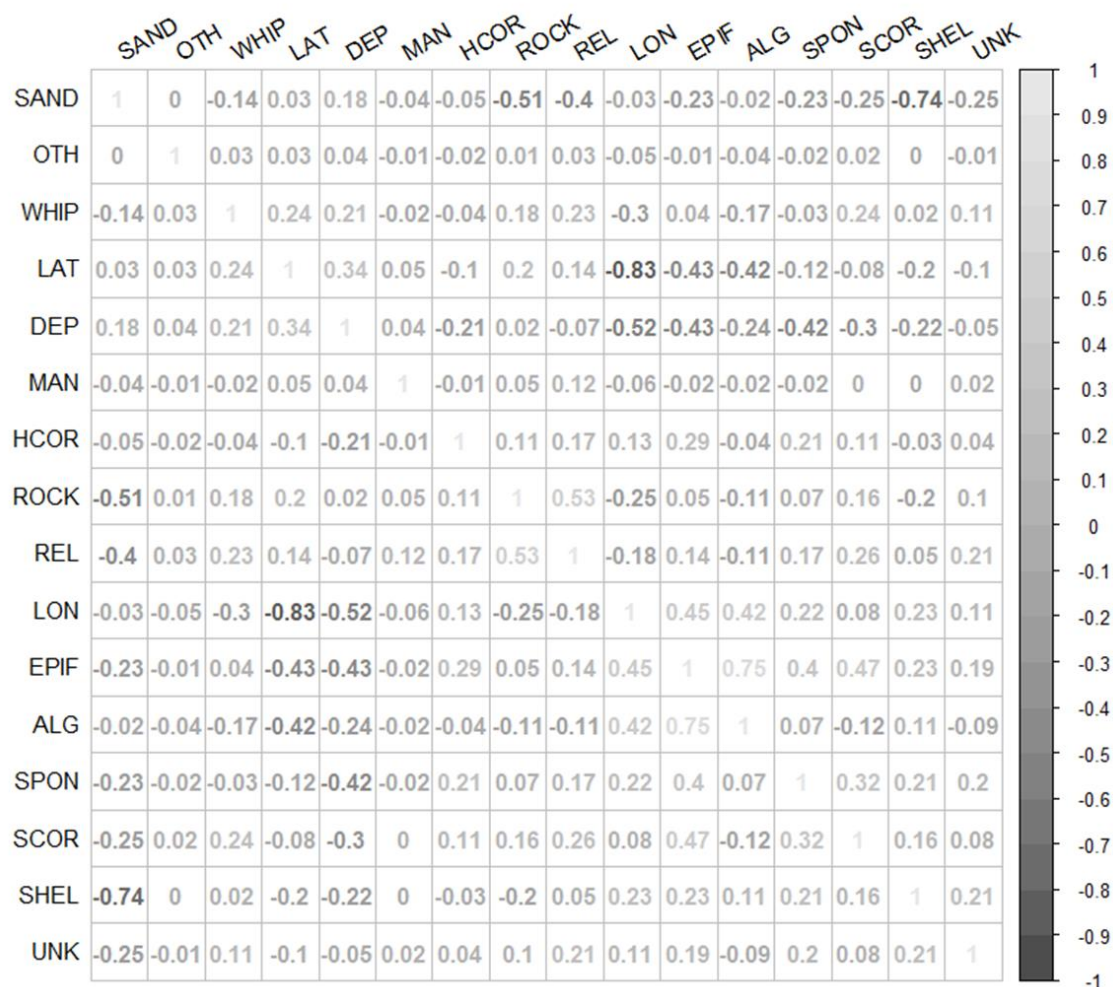 SAND OTH WHIP LAT DEP MAN HCOR ROCK REL LON EPIF ALG SPON SCOR SHEL UNK
SAND 1 0 -0.14 0.03 0.18 -0.04 -0.05 -0.51 -0.4 -0.03 -0.23 -0.02 -0.23 -0.25 -0.74 -0.25
OTH 0 1 0.03 0.03 0.04 -0.01 -0.02 0.01 0.03 -0.05 -0.01 -0.04 -0.02 0.02 0 -0.01
WHIP -0.14 0.03 1 0.24 0.21 -0.02 -0.04 0.18 0.23 -0.3 0.04 -0.17 -0.03 0.24 0.02 0.11
LAT 0.03 0.03 0.24 1 0.34 0.05 -0.1 0.2 0.14 -0.83 -0.43 -0.42 -0.12 -0.08 -0.2 -0.1
DEP 0.18 0.04 0.21 0.34 1 0.04 -0.21 0.02 -0.07 -0.52 -0.43 -0.24 -0.42 -0.3 -0.22 -0.05
MAN -0.04 -0.01 -0.02 0.05 0.04 1 -0.01 0.05 0.12 -0.06 -0.02 -0.02 -0.02 0 0 0.02
HCOR -0.05 -0.02 -0.04 -0.1 -0.21 -0.01 1 0.11 0.17 0.13 0.29 -0.04 0.21 0.11 -0.03 0.04
ROCK -0.51 0.01 0.18 0.2 0.02 0.05 0.11 1 0.53 -0.25 0.05 -0.11 0.07 0.16 -0.2 0.1
REL -0.4 0.03 0.23 0.14 -0.07 0.12 0.17 0.53 1 -0.18 0.14 -0.11 0.17 0.26 0.05 0.21
LON -0.03 -0.05 -0.3 -0.83 -0.52 -0.06 0.13 -0.25 -0.18 1 0.45 0.42 0.22 0.08 0.23 0.11
EPIF -0.23 -0.01 0.04 -0.43 -0.43 -0.02 0.29 0.05 0.14 0.45 1 0.75 0.4 0.47 0.23 0.19
ALG -0.02 -0.04 -0.17 -0.42 -0.24 -0.02 -0.04 -0.11 -0.11 0.42 0.75 1 0.07 -0.12 0.11 -0.09
SPON -0.23 -0.02 -0.03 -0.12 -0.42 -0.02 0.21 0.07 0.17 0.22 0.4 0.07 1 0.32 0.21 0.2
SCOR -0.25 0.02 0.24 -0.08 -0.3 0 0.11 0.16 0.26 0.08 0.47 -0.12 0.32 1 0.16 0.08
SHEL -0.74 0 0.02 -0.2 -0.22 0 -0.03 -0.2 0.05 0.23 0.23 0.11 0.21 0.16 1 0.21
UNK -0.25 -0.01 0.11 -0.1 -0.05 0.02 0.04 0.1 0.21 0.11 0.19 -0.09 0.2 0.08 0.21 1
1
0.9
0.8
0.7
0.6
0.5
0.4
0.3
0.2
0.1
0
-0.1
-0.2
-0.3
-0.4
-0.5
-0.6
-0.7
-0.8
-0.9
-1